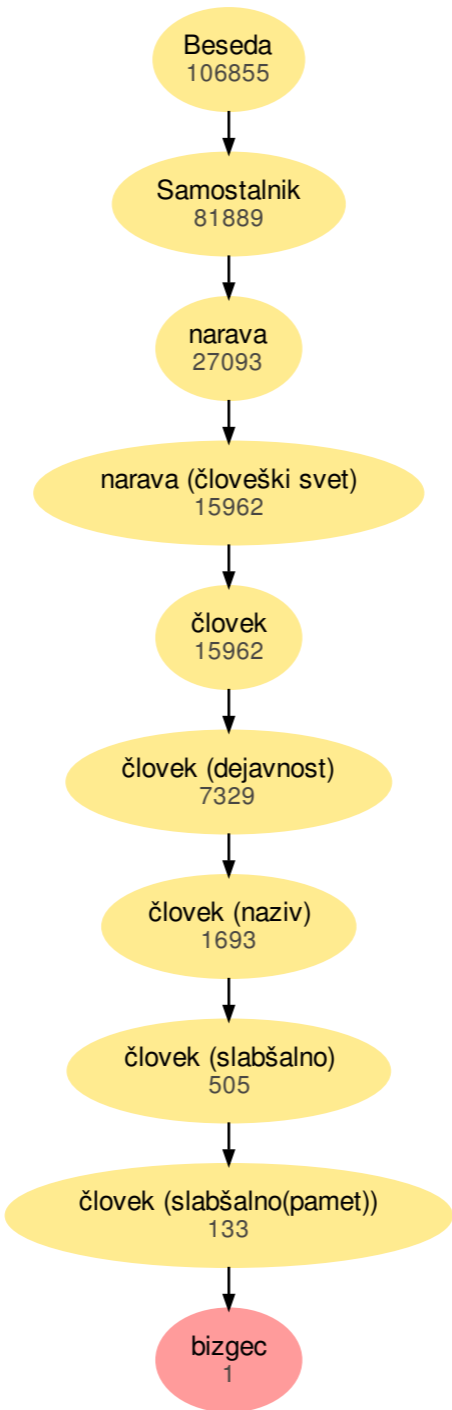 Beseda
106855
Samostalnik
81889
narava
27093
narava (človeški svet)
15962
človek
15962
človek (dejavnost)
7329
človek (naziv)
1693
človek (slabšalno)
505
človek (slabšalno(pamet))
133
bizgec
1